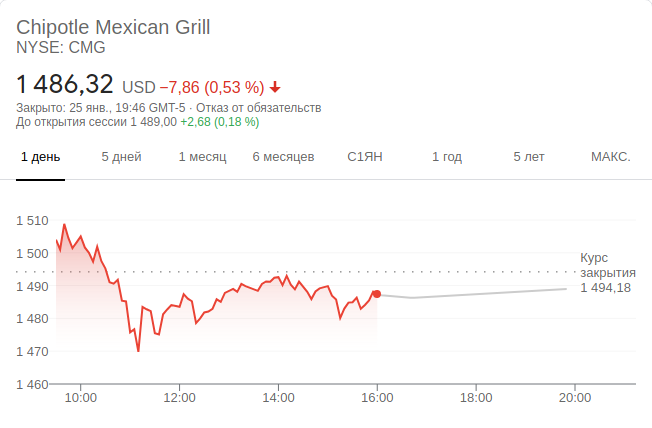 Chipotle Mexican Grill
NYSE: CMG
1 486,32 USD −7,86 (0,53 %)
Закрыто: 25 янв., 19:46 GMT-5 · Отказ от обязательств
До открытия сессии 1 489,00 +2,68 (0,18 %)
1 день 5 дней 1 месяц 6 месяцев С1ЯН 1 год 5 лет МАКС.
1 510
1 500
1 490
1 480
1 470
1 460
Курс
закрытия
1 494,18
10:00 12:00 14:00 16:00 18:00 20:00